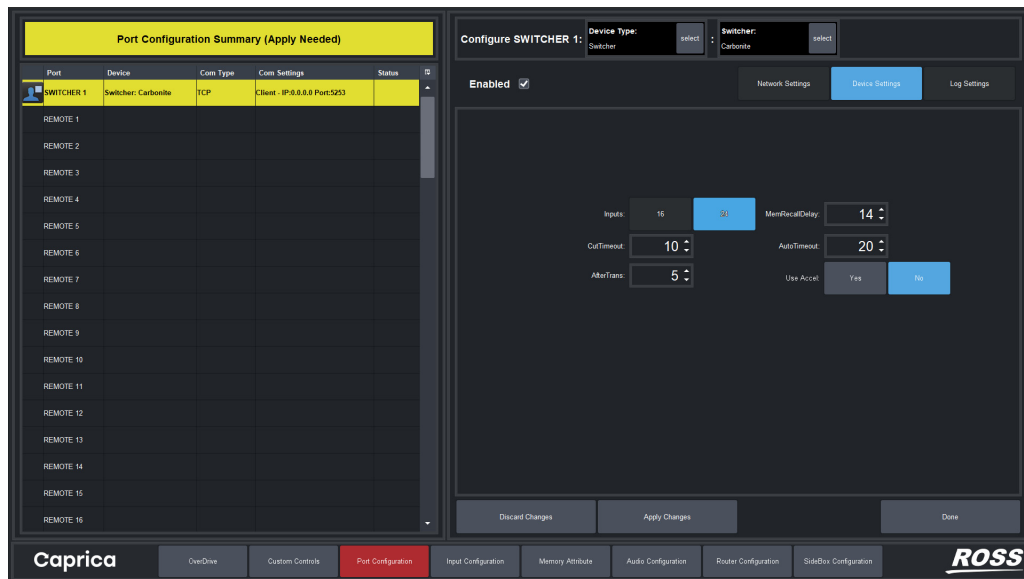 Port Configuration Summary (Apply Needed)
Port Device Com Type Com Settings Status
SWITCHER 1 Switcher: Carbonite TCP Client - IP:0.0.0.0 Port:5253
REMOTE 1
REMOTE 2
REMOTE 3
REMOTE 4
REMOTE 5
REMOTE 6
REMOTE 7
REMOTE 8
REMOTE 9
REMOTE 10
REMOTE 11
REMOTE 12
REMOTE 13
REMOTE 14
REMOTE 15
REMOTE 16
Configure SWITCHER 1: Device Type: Switcher select : Switcher: Carbonite select
Enabled Network Settings Device Settings Log Settings
Inputs: 16 24 MemRecallDelay: 14
CutTimeout: 10 AutoTimeout: 20
AfterTrans: 5 Use Accel: Yes No
Discard Changes Apply Changes Done
Caprica OverDrive Custom Controls Port Configuration Input Configuration Memory Attribute Audio Configuration Router Configuration SideBox Configuration ROSS